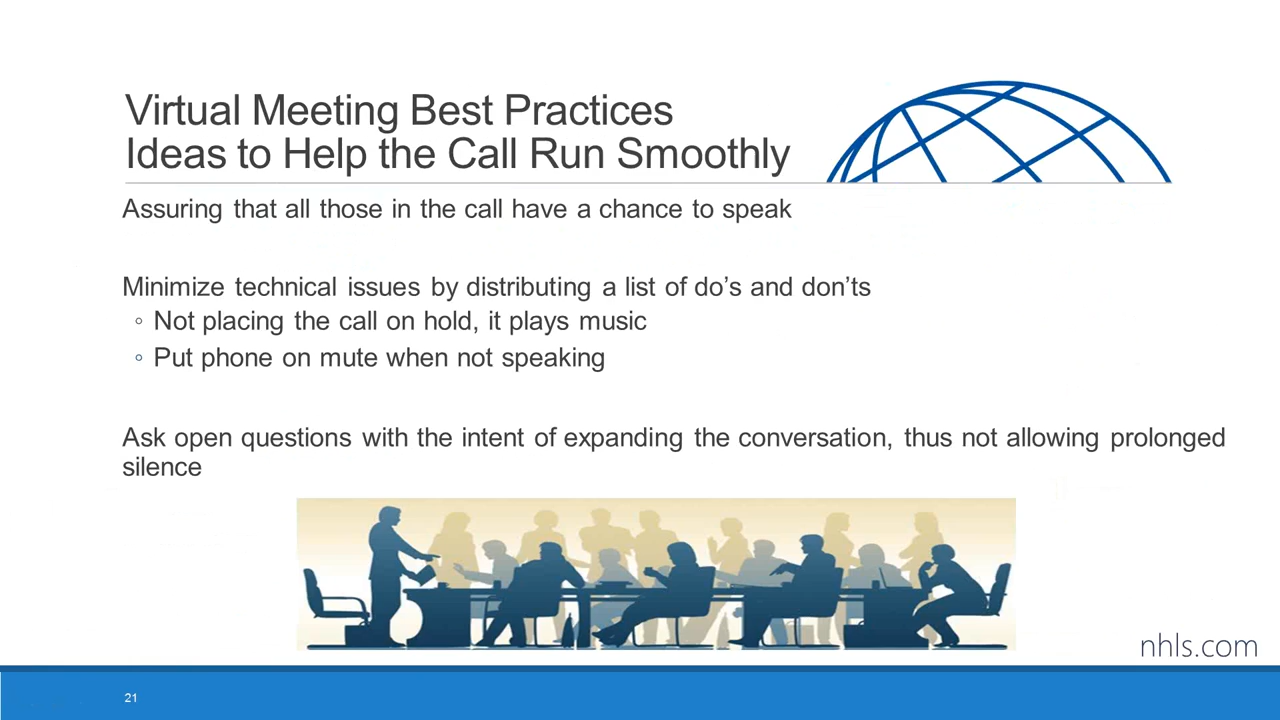 Virtual Meeting Best Practices
Ideas to Help the Call Run Smoothly
Assuring that all those in the call have a chance to speak
Minimize technical issues by distributing a list of do’s and don’ts
◦ Not placing the call on hold, it plays music
◦ Put phone on mute when not speaking
Ask open questions with the intent of expanding the conversation, thus not allowing prolonged
silence
nhls.com
21